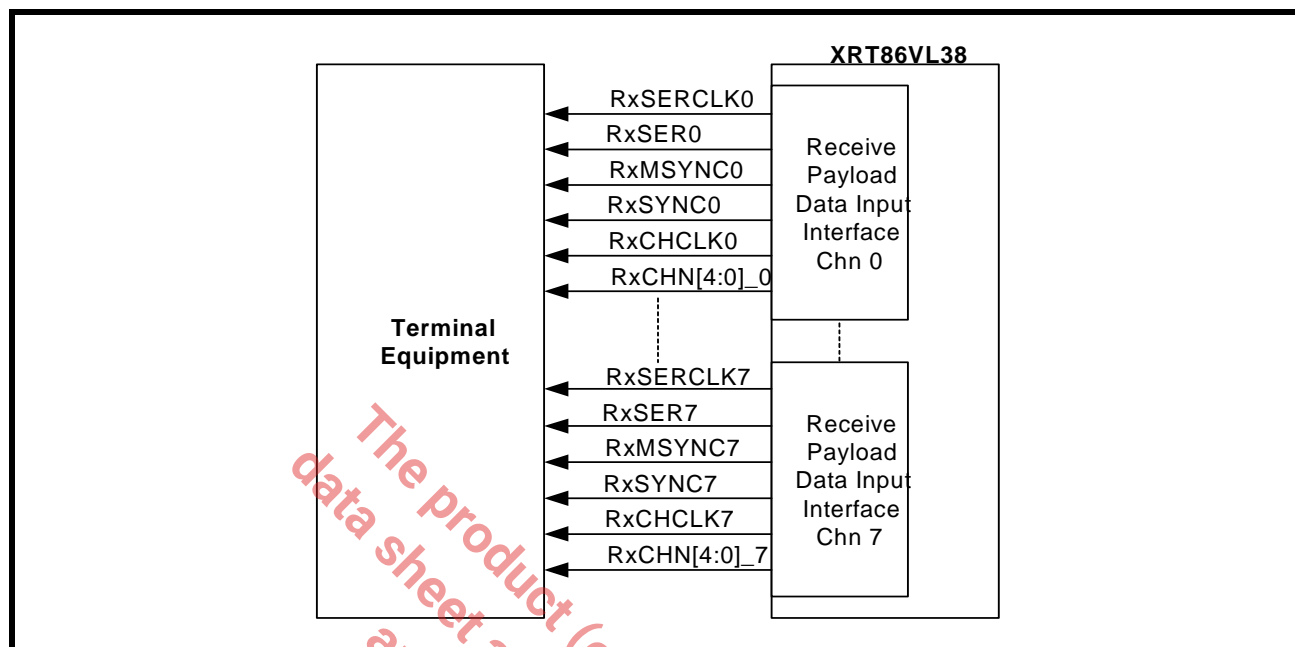 XRT86VL38
RxSERCLK0
RxSER0
RxMSYNC0
RxSYNC0
RxCHCLK0
RxCHN[4:0]_0
Receive
Payload
Data Input
Interface
Chn 0
Terminal
Equipment
RxSERCLK7
RxSER7
RxMSYNC7
RxSYNC7
RxCHCLK7
RxCHN[4:0]_7
Receive
Payload
Data Input
Interface
Chn 7
The product (
data sheet